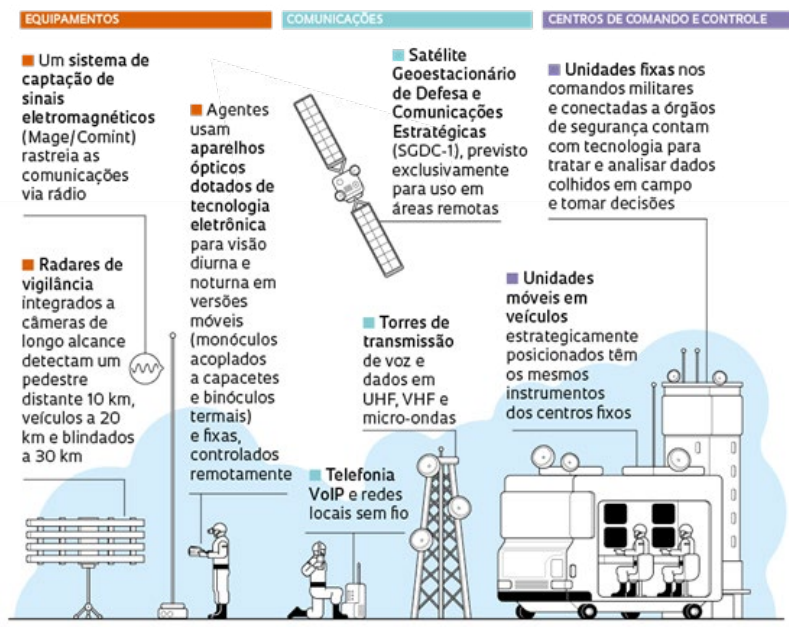 EQUIPAMENTOS
Um sistema de
captação de
sinais
eletromagnéticos
(Mage/Comint)
rastreia as
comunicações
via rádio
Radares de
vigilância
integrados a
câmeras de
longo alcance
detectam um
pedestre
distante 10 km,
veículos a 20
km e blindados
a 30 km
Agentes
usam
aparelhos
ópticos
dotados de
tecnologia
eletrônica
para visão
diurna e
noturna em
versões
móveis
(monóculos
acoplados
a capacetes
e binóculos
termais)
e fixas,
controlados
remotamente
COMUNICAÇÕES
Satélite
Geoestacionário
de Defesa e
Comunicações
Estratégicas
(SGDC-1), previsto
exclusivamente
para uso em
áreas remotas
Torres de
transmissão
de voz e
dados em
UHF, VHF e
micro-ondas
Telefonia
VoIP e redes
locais sem fio
CENTROS DE COMANDO E CONTROLE
Unidades fixas nos
comandos militares
e conectadas a órgãos
de segurança contam
com tecnologia para
tratar e analisar dados
colhidos em campo
e tomar decisões
Unidades
móveis em
veículos
estrategicamente
posicionados têm
os mesmos
instrumentos
dos centros fixos